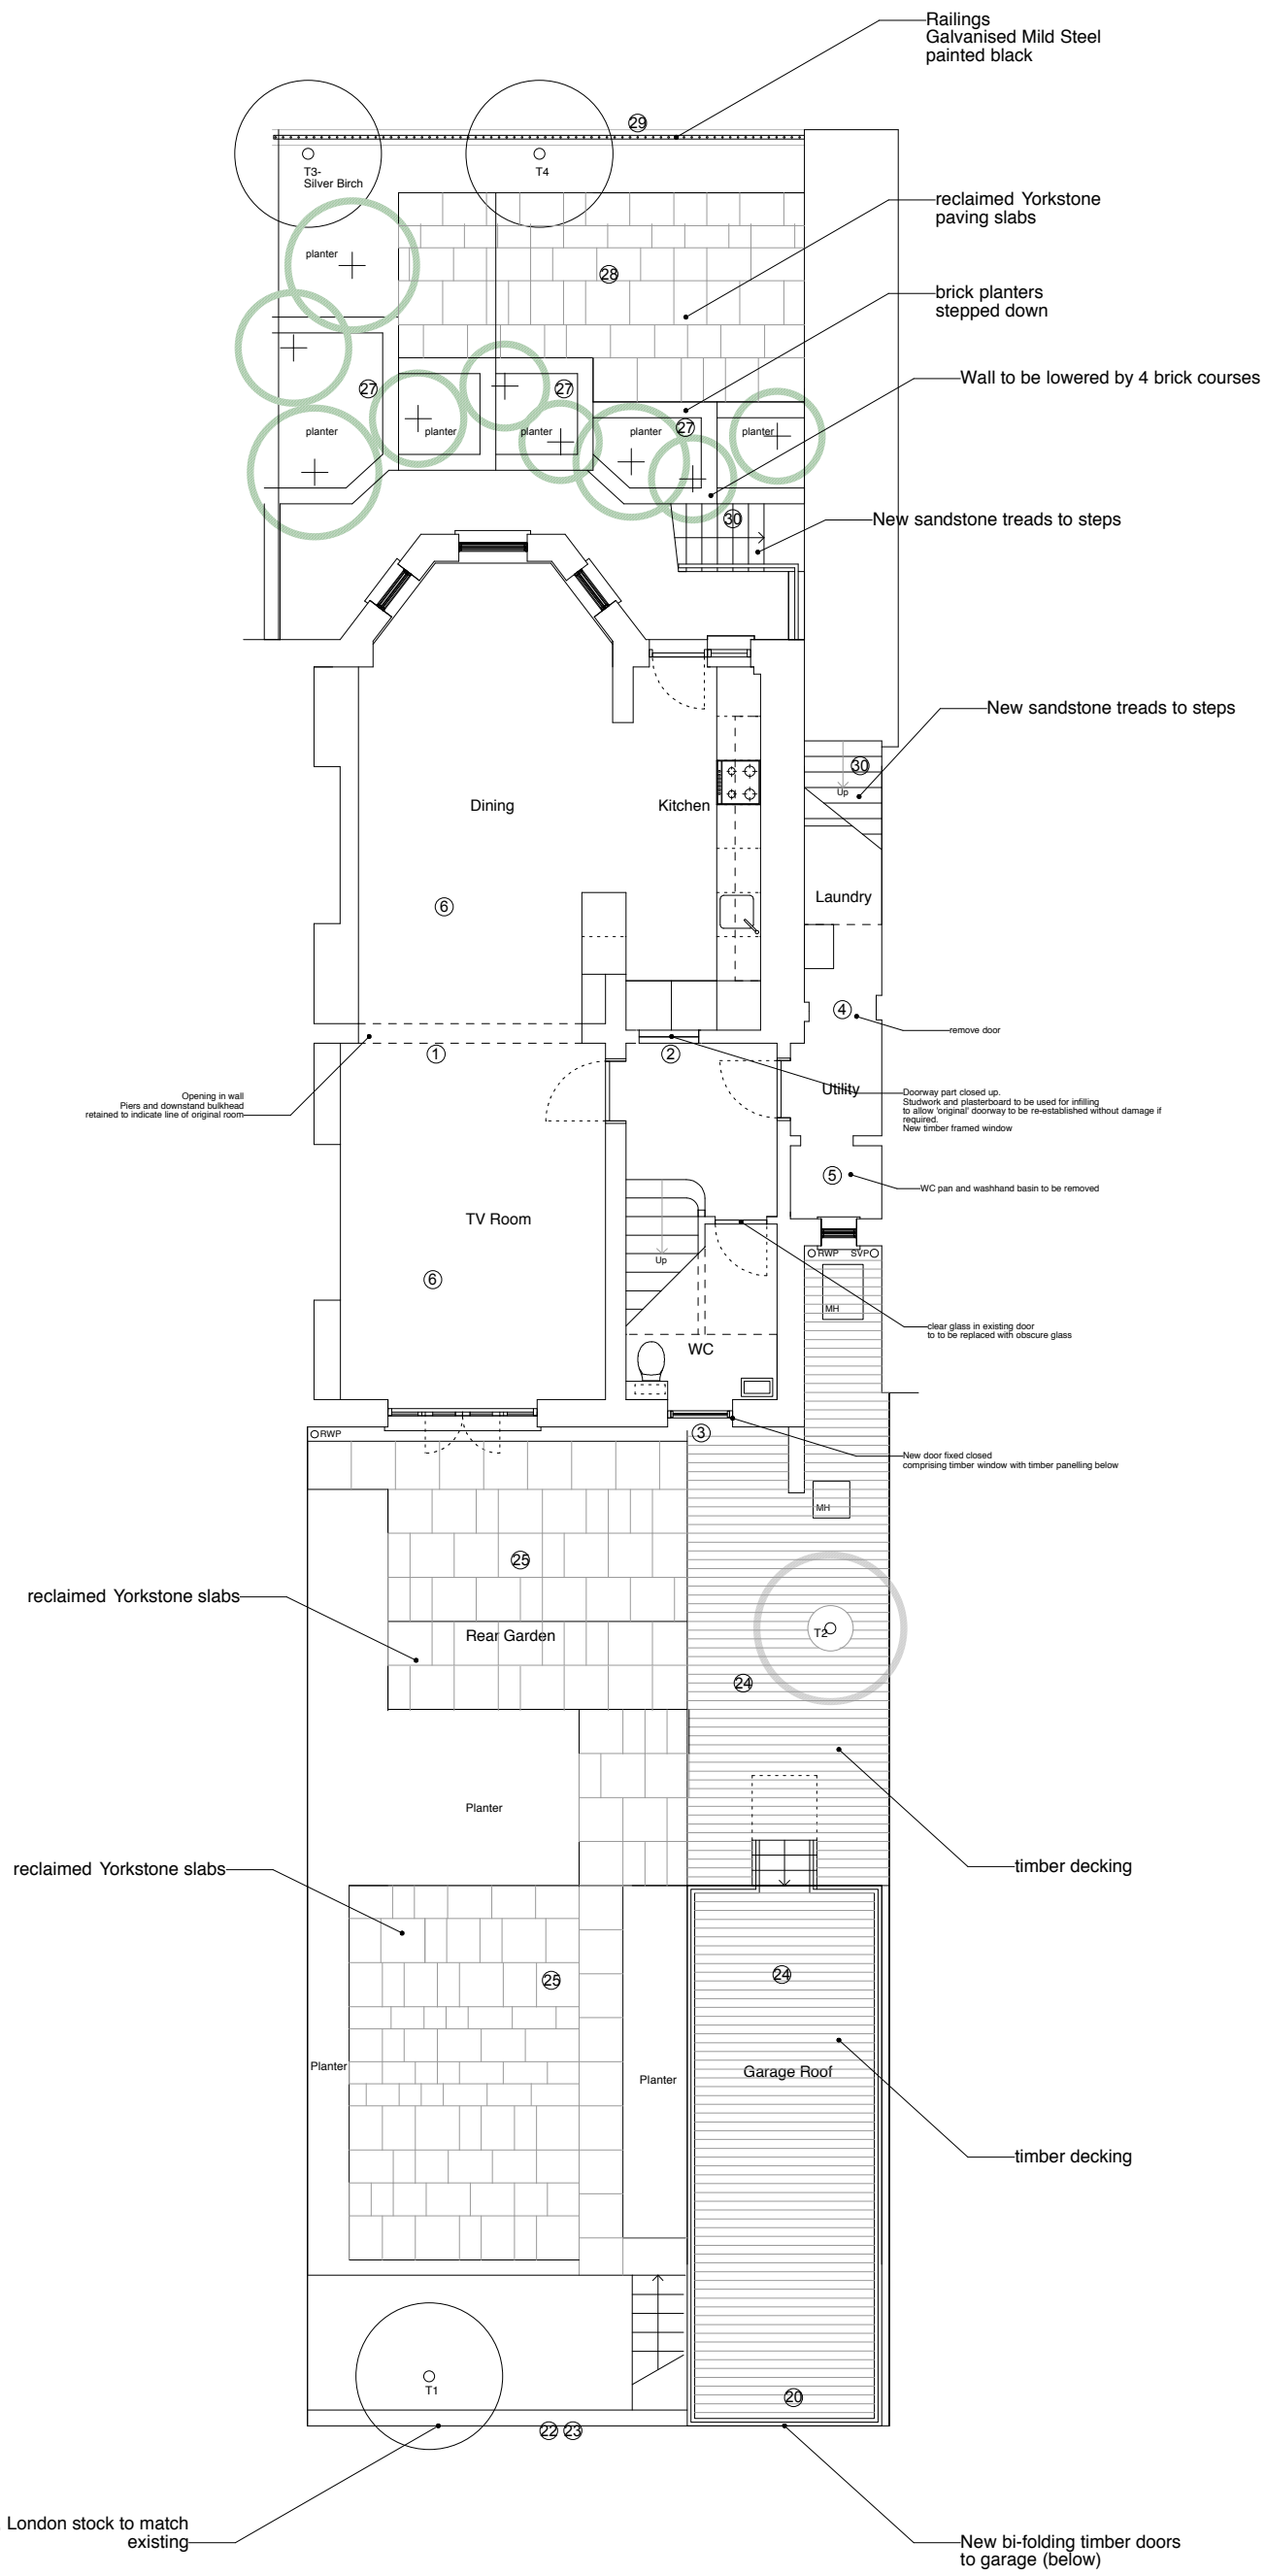 Railings
Galvanised Mild Steel
painted black
29
T3-
Silver Birch
T4
reclaimed Yorkstone
paving slabs
planter
28
brick planters
stepped down
Wall to be lowered by 4 brick courses
27
27
27
planter
planter
planter
planter
planter
30
New sandstone treads to steps
New sandstone treads to steps
30
Up
Dining
Kitchen
Laundry
6
4
remove door
1
2
Opening in wall
Piers and downstand bulkhead
retained to indicate line of original room
Utility
Doorway part closed up.
Studwork and plasterboard to be used for infilling
to allow 'original' doorway to be re-established without damage if
required.
New timber framed window
5
WC pan and washhand basin to be removed
TV Room
Up
RWP
SVP
6
MH
clear glass in existing door
to to be replaced with obscure glass
WC
RWP
3
New door fixed closed
comprising timber window with timber panelling below
MH
25
reclaimed Yorkstone slabs
Rear Garden
T2
24
Planter
reclaimed Yorkstone slabs
timber decking
25
24
Planter
Planter
Garage Roof
timber decking
T1
20
22
23
London stock to match
existing
New bi-folding timber doors
to garage (below)